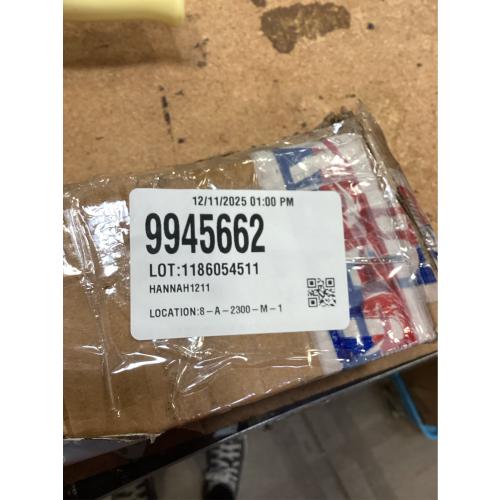 12/11/2025 01:00 PM
9945662
LOT:1186054511
HANNAH1211
LOCATION:8-A-2300-M-1